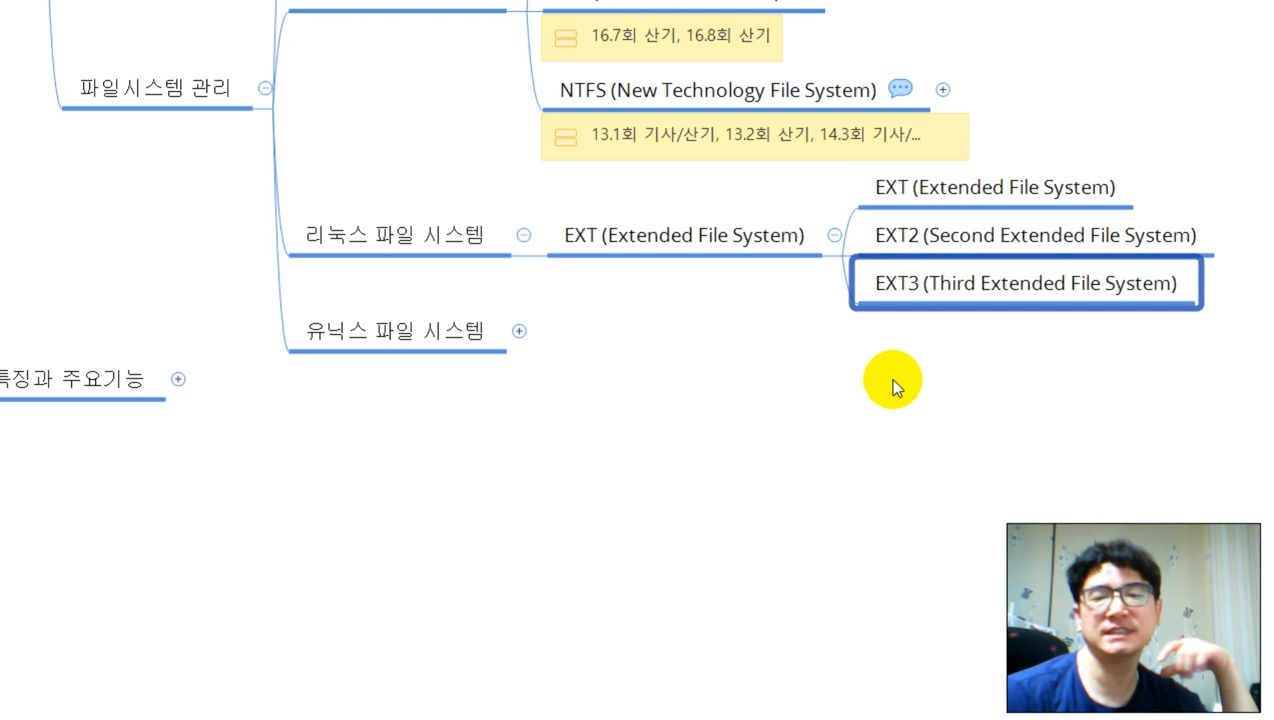 16.7회 산기, 16.8회 산기
파일시스템 관리
NTFS (New Technology File System)
13.1회 기사/산기, 13.2회 산기, 14.3회 기사/...
EXT (Extended File System)
리눅스 파일 시스템
EXT (Extended File System)
EXT2 (Second Extended File System)
EXT3 (Third Extended File System)
유닉스 파일 시스템
특징과 주요기능